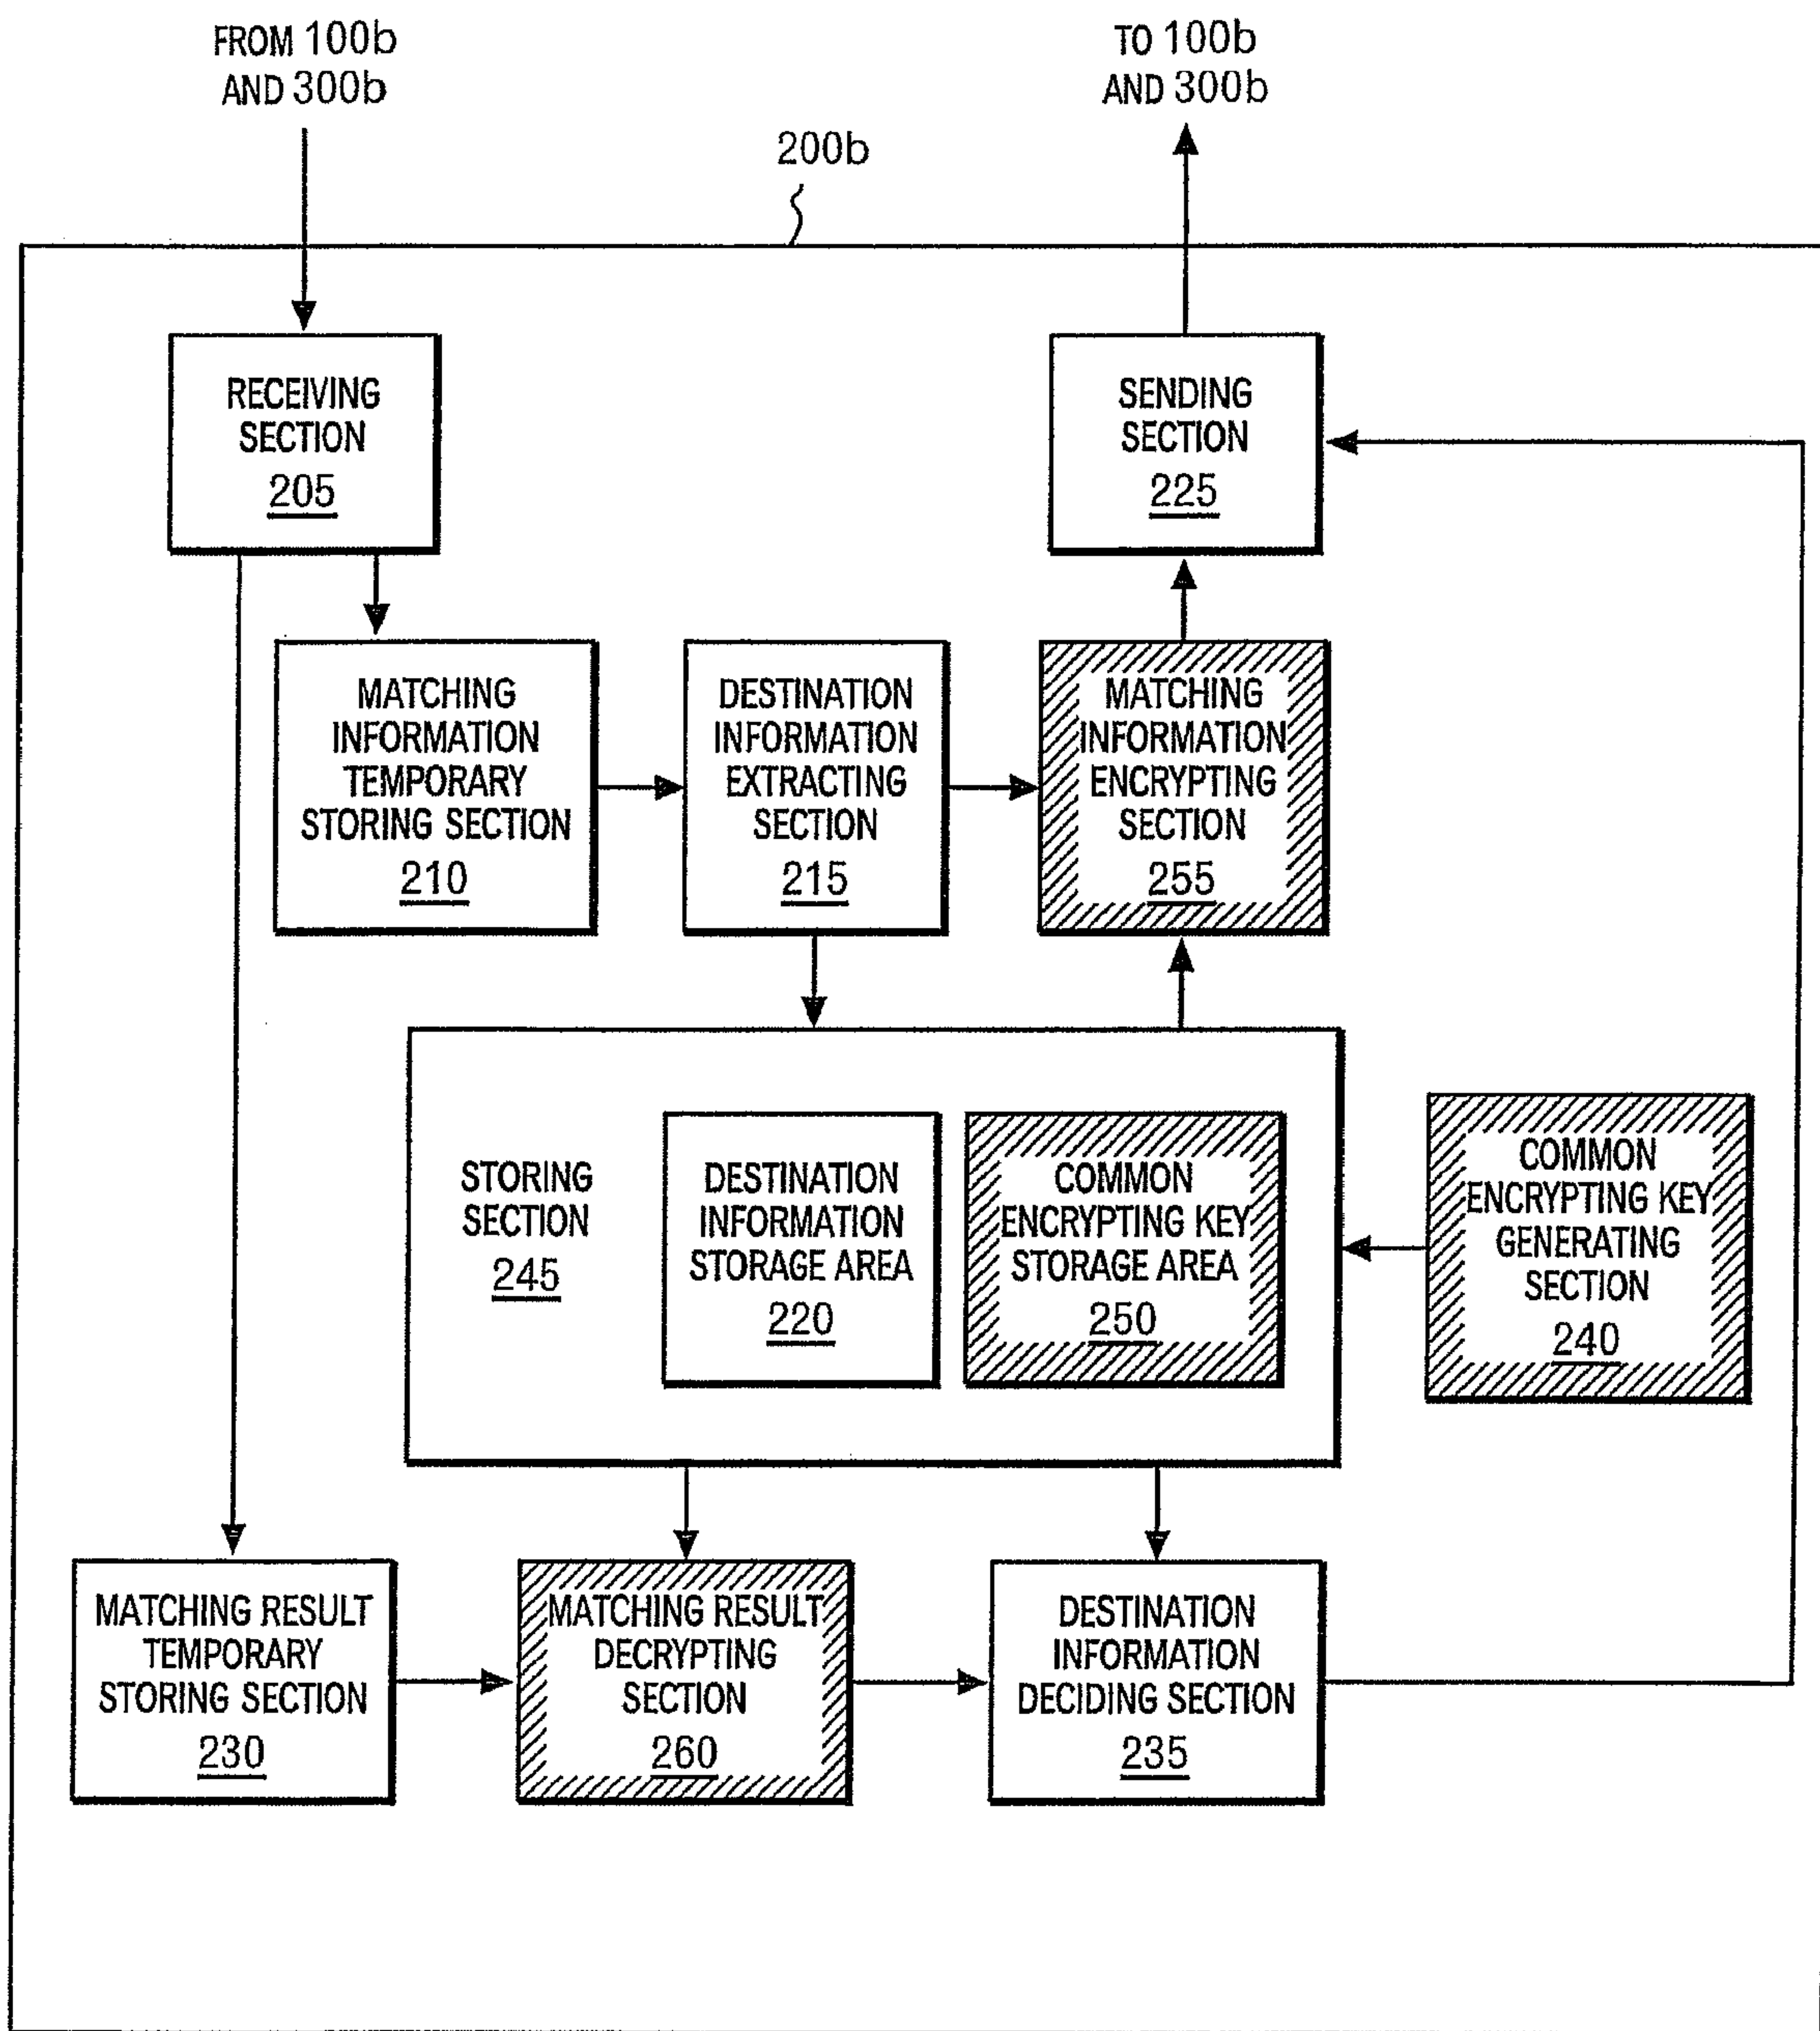 FROM 100b
AND 300b
TO 100b
AND 300b
200b
RECEIVING
SECTION
205
SENDING
SECTION
225
MATCHING
INFORMATION
TEMPORARY
STORING SECTION
210
DESTINATION
INFORMATION
EXTRACTING
SECTION
215
MATCHING
INFORMATION
ENCRYPTING
SECTION
255
STORING
SECTION
245
DESTINATION
INFORMATION
STORAGE AREA
220
COMMON
ENCRYPTING KEY
STORAGE AREA
250
COMMON
ENCRYPTING KEY
GENERATING
SECTION
240
MATCHING RESULT
TEMPORARY
STORING SECTION
230
MATCHING RESULT
DECRYPTING
SECTION
260
DESTINATION
INFORMATION
DECIDING SECTION
235